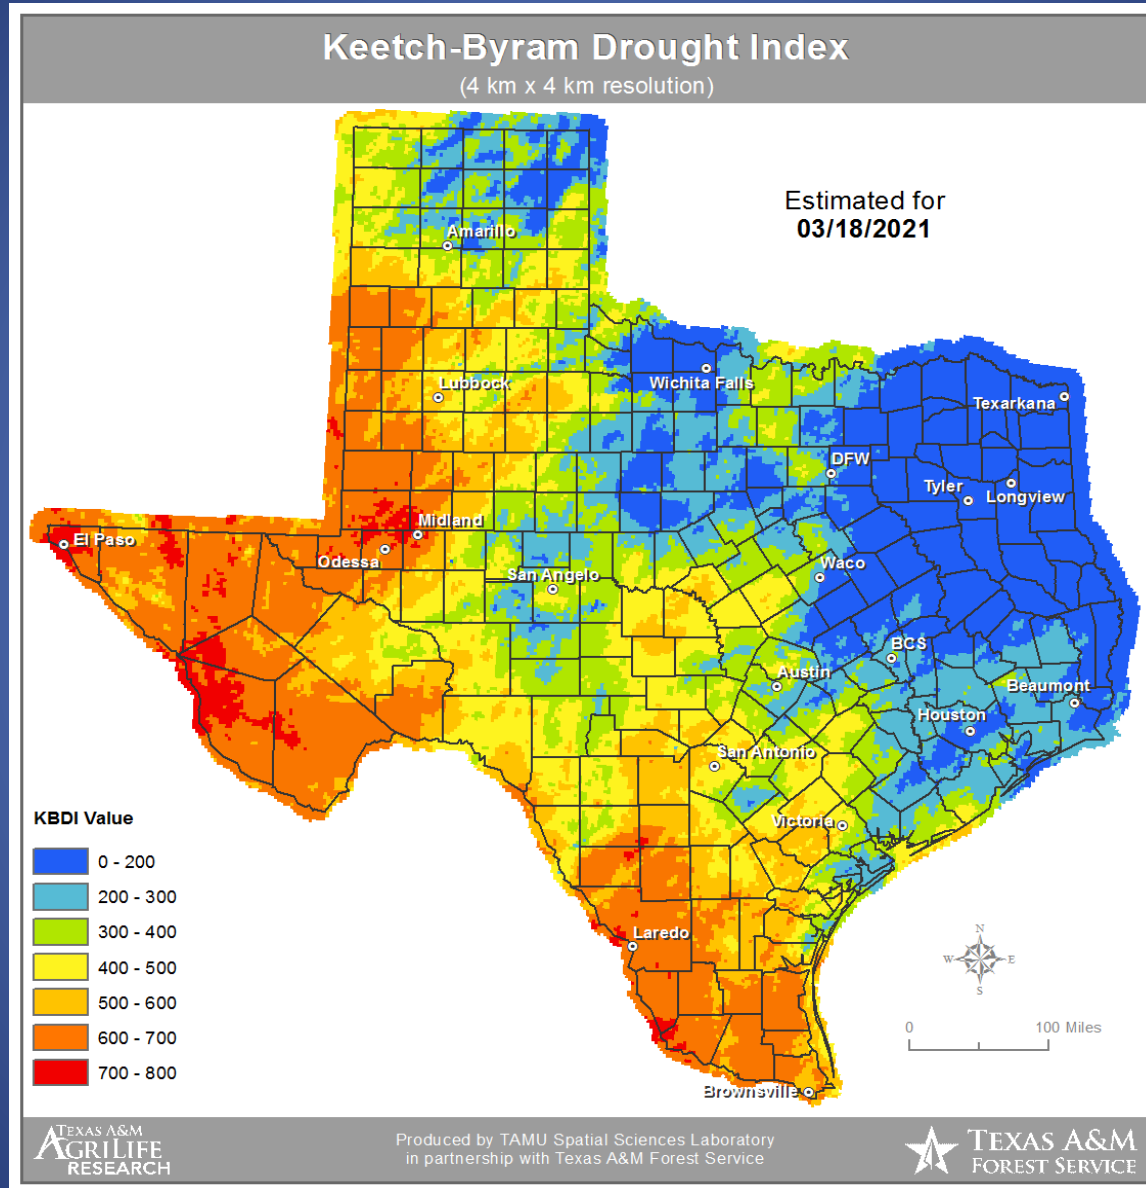 Keetch-Byram Drought Index
(4 km x 4 km resolution)
Estimated for
03/18/2021
Amarillo
Lubbock
Wichita Falls
Texarkana
DFW
Tyler
Longview
El Paso
Midland
Odessa
San Angelo
Waco
BCS
Austin
Beaumont
Houston
San Antonio
Victoria
Laredo
Brownsville
KBDI Value
0 - 200
200 - 300
300 - 400
400 - 500
500 - 600
600 - 700
700 - 800
N
W
E
S
0 100 Miles
TEXAS A&M
AGRILIFE
RESEARCH
Produced by TAMU Spatial Sciences Laboratory
in partnership with Texas A&M Forest Service
TEXAS A&M
FOREST SERVICE